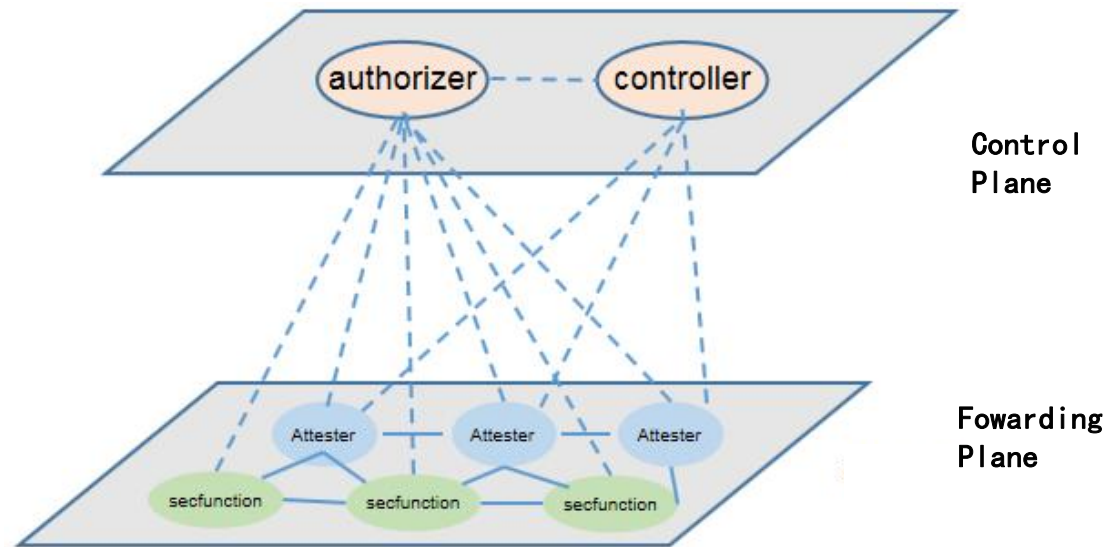 authorizer controller
Control
Plane
Attester Attester Attester
Fowarding
Plane
secfunction secfunction secfunction